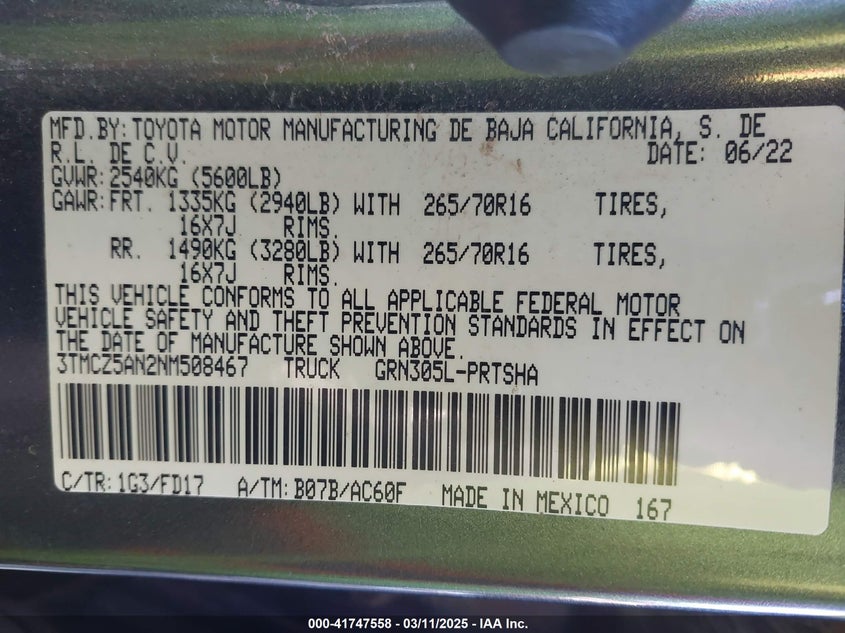 MFD.BY: TOYOTA MOTOR MANUFACTURING DE BAJA CALIFORNIA, S. DE
R.L. DE C.V. DATE: 06/22
GVWR: 2540KG (5600LB)
GAWR: FRT. 1335KG (2940LB) WITH 265/70R16 TIRES,
16X7J RIMS.
RR. 1490KG (3280LB) WITH 265/70R16 TIRES,
16X7J RIMS.
THIS VEHICLE CONFORMS TO ALL APPLICABLE FEDERAL MOTOR
VEHICLE SAFETY AND THEFT PREVENTION STANDARDS IN EFFECT ON
THE DATE OF MANUFACTURE SHOWN ABOVE.
3TMCZ5AN2NM508467 TRUCK GRN305L-PRTSHA
C/TR: 1G3/FD17 A/TM: B07B/AC60F MADE IN MEXICO 167
000-41747558 - 03/11/2025 - IAA Inc.